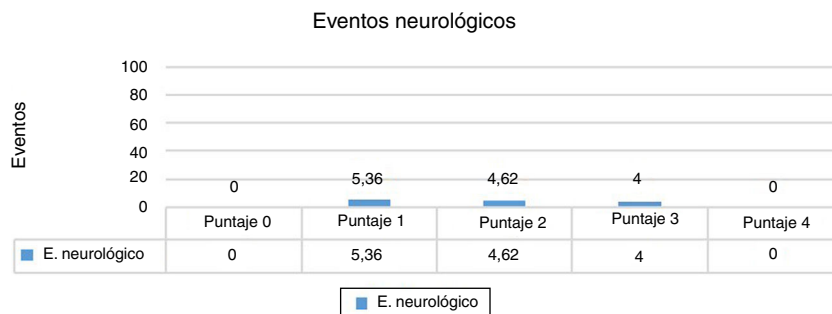 Eventos neurológicos
Eventos
100
80
60
40
20
0
0 5,36 4,62 4 0
Puntaje 0 Puntaje 1 Puntaje 2 Puntaje 3 Puntaje 4
E. neurológico 0 5,36 4,62 4 0
E. neurológico